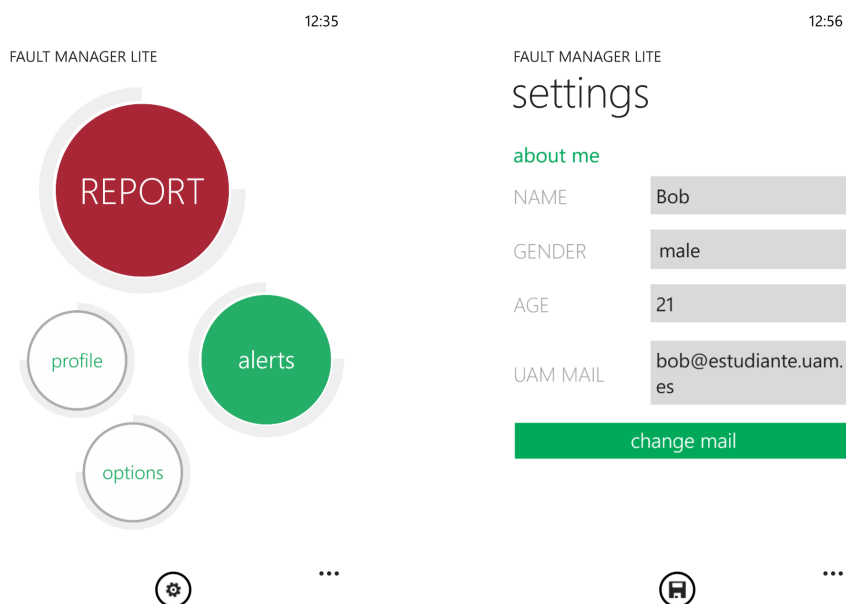 12:35
FAULT MANAGER LITE
REPORT
profile
alerts
options
12:56
FAULT MANAGER LITE
settings
about me
NAME
Bob
GENDER
male
AGE
21
UAM MAIL
bob@estudiante.uam.
es
change mail